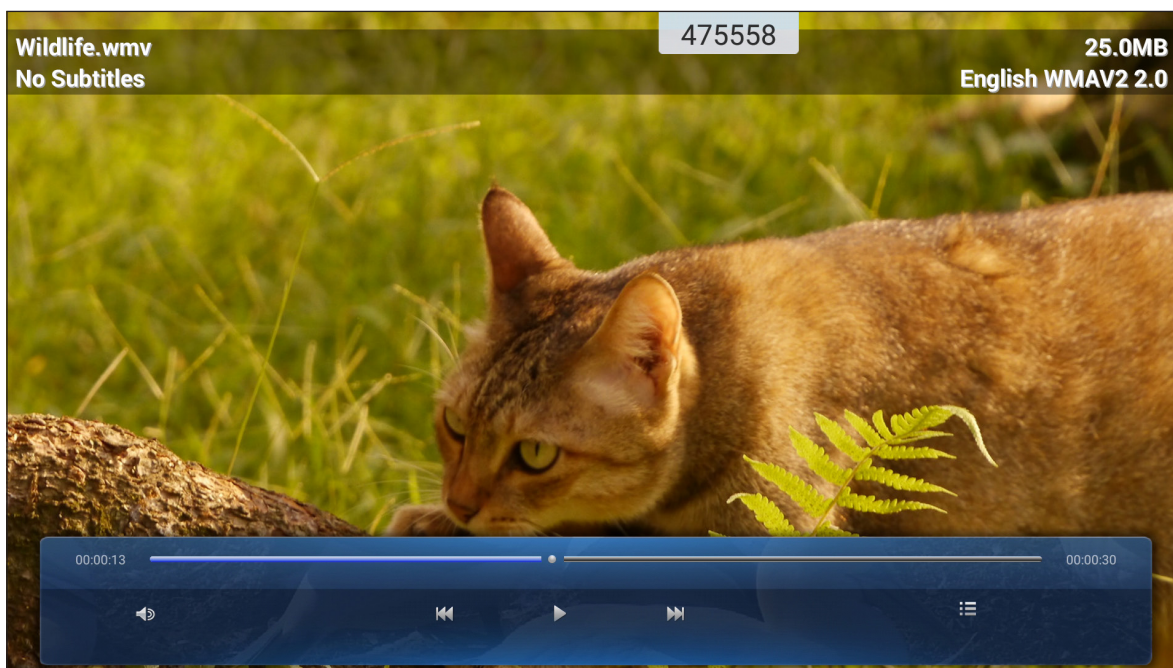 475558
Wildlife.wmv
25.0MB
No Subtitles
English WMAV2 2.0
00:00:13
00:00:30